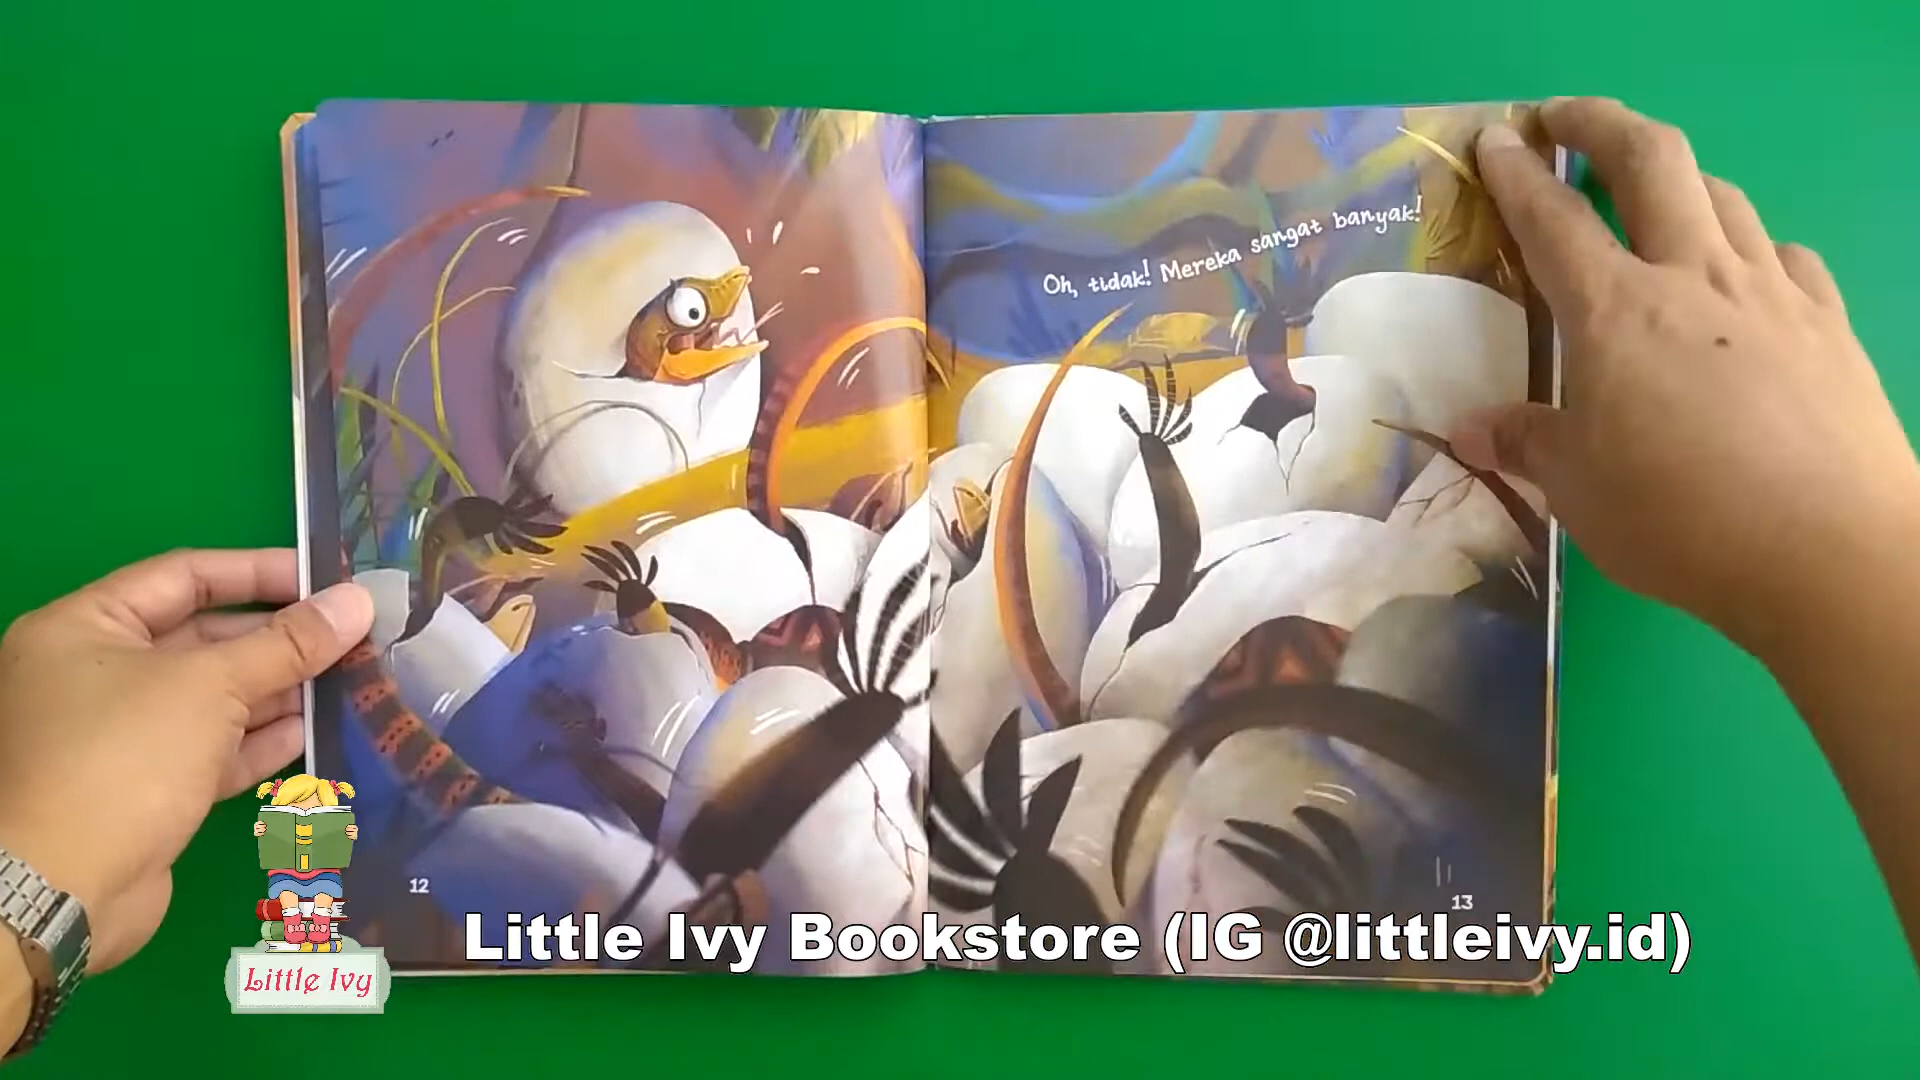 Oh, tidak! Mereka sangat banyak!
12
13
Little Ivy Bookstore (IG @littleivy.id)
Little Ivy